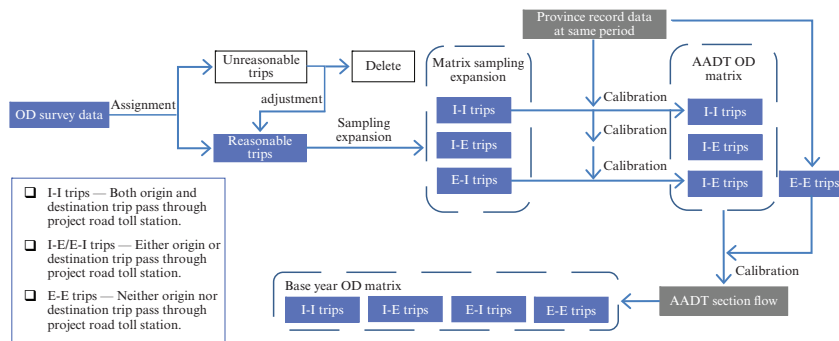 Province record data
at same period
Unreasonable
trips
Delete
Matrix sampling
expansion
AADT OD
matrix
Assignment
adjustment
OD survey data
Reasonable
trips
Sampling
expansion
I-I trips
I-E trips
E-I trips
Calibration
Calibration
Calibration
I-I trips
I-E trips
I-E trips
E-E trips
❑ I-I trips — Both origin and
destination trip pass through
project road toll station.
❑ I-E/E-I trips — Either origin or
destination trip pass through
project road toll station.
❑ E-E trips — Neither origin nor
destination trip pass through
project road toll station.
Calibration
AADT section flow
Base year OD matrix
I-I trips
I-E trips
E-I trips
E-E trips